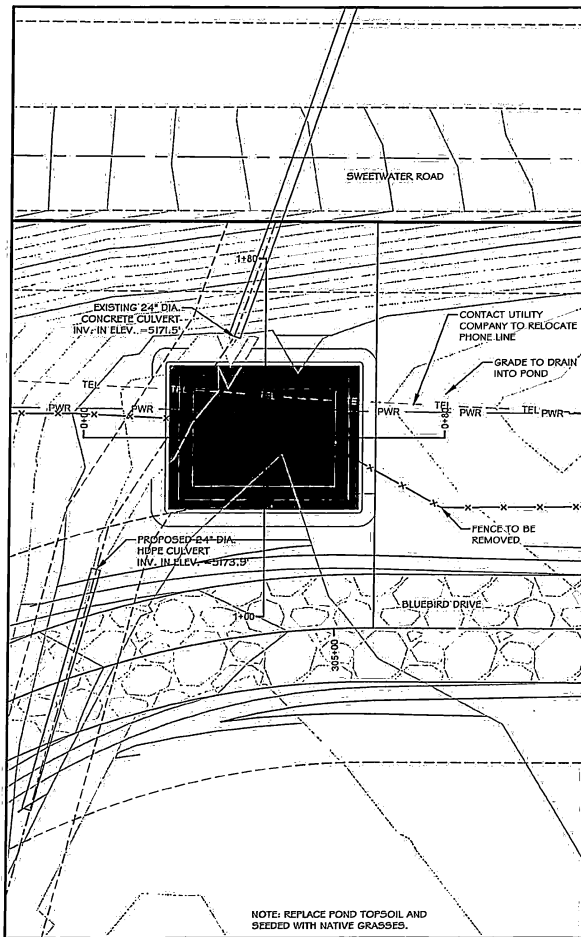 SWEETWATER ROAD
1+80
EXISTING 24" DIA.
CONCRETE CULVERT
INV. IN ELEV. =5171.5'
CONTACT UTILITY
COMPANY TO RELOCATE
PHONE LINE
GRADE TO DRAIN
INTO POND
TEL
TEL
TEL
TEL
TEL
PWR
PWR
PWR
PWR
PWR
0+00
0+80
FENCE TO BE
REMOVED
PROPOSED 24" DIA.
HDPE CULVERT
INV. IN ELEV. =5173.9'
BLUEBIRD DRIVE
1+00
305+00
NOTE: REPLACE POND TOPSOIL AND
SEEDED WITH NATIVE GRASSES.